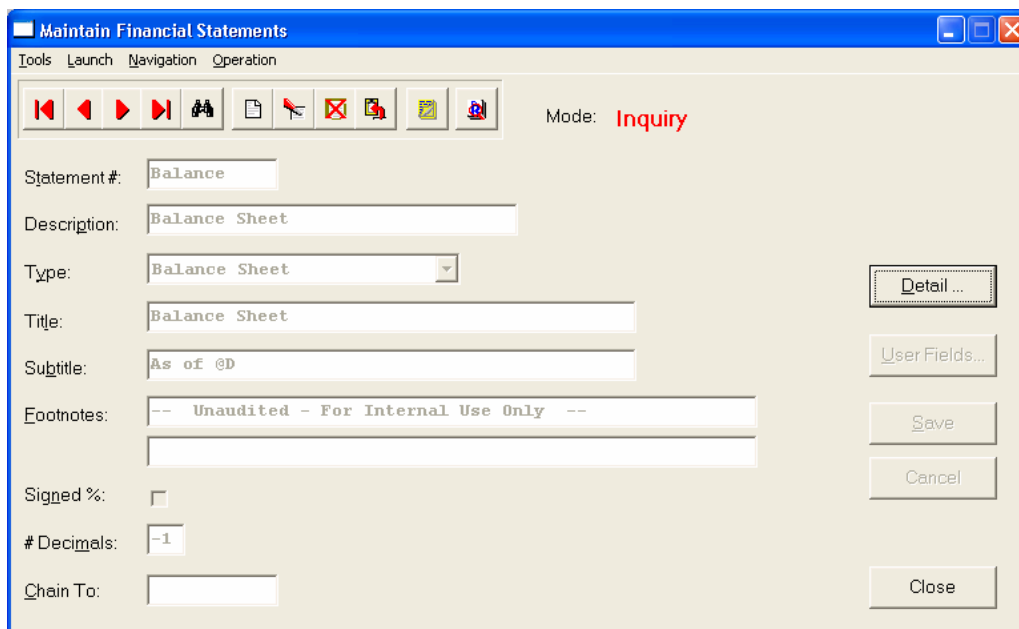 Maintain Financial Statements
Tools Launch Navigation Operation
Mode: Inquiry
Statement #: Balance
Description: Balance Sheet
Type: Balance Sheet
Detail ...
Title: Balance Sheet
Subtitle: As of @D
User Fields...
Footnotes: -- Unaudited - For Internal Use Only --
Save
Cancel
Signed %:
# Decimals: -1
Chain To:
Close